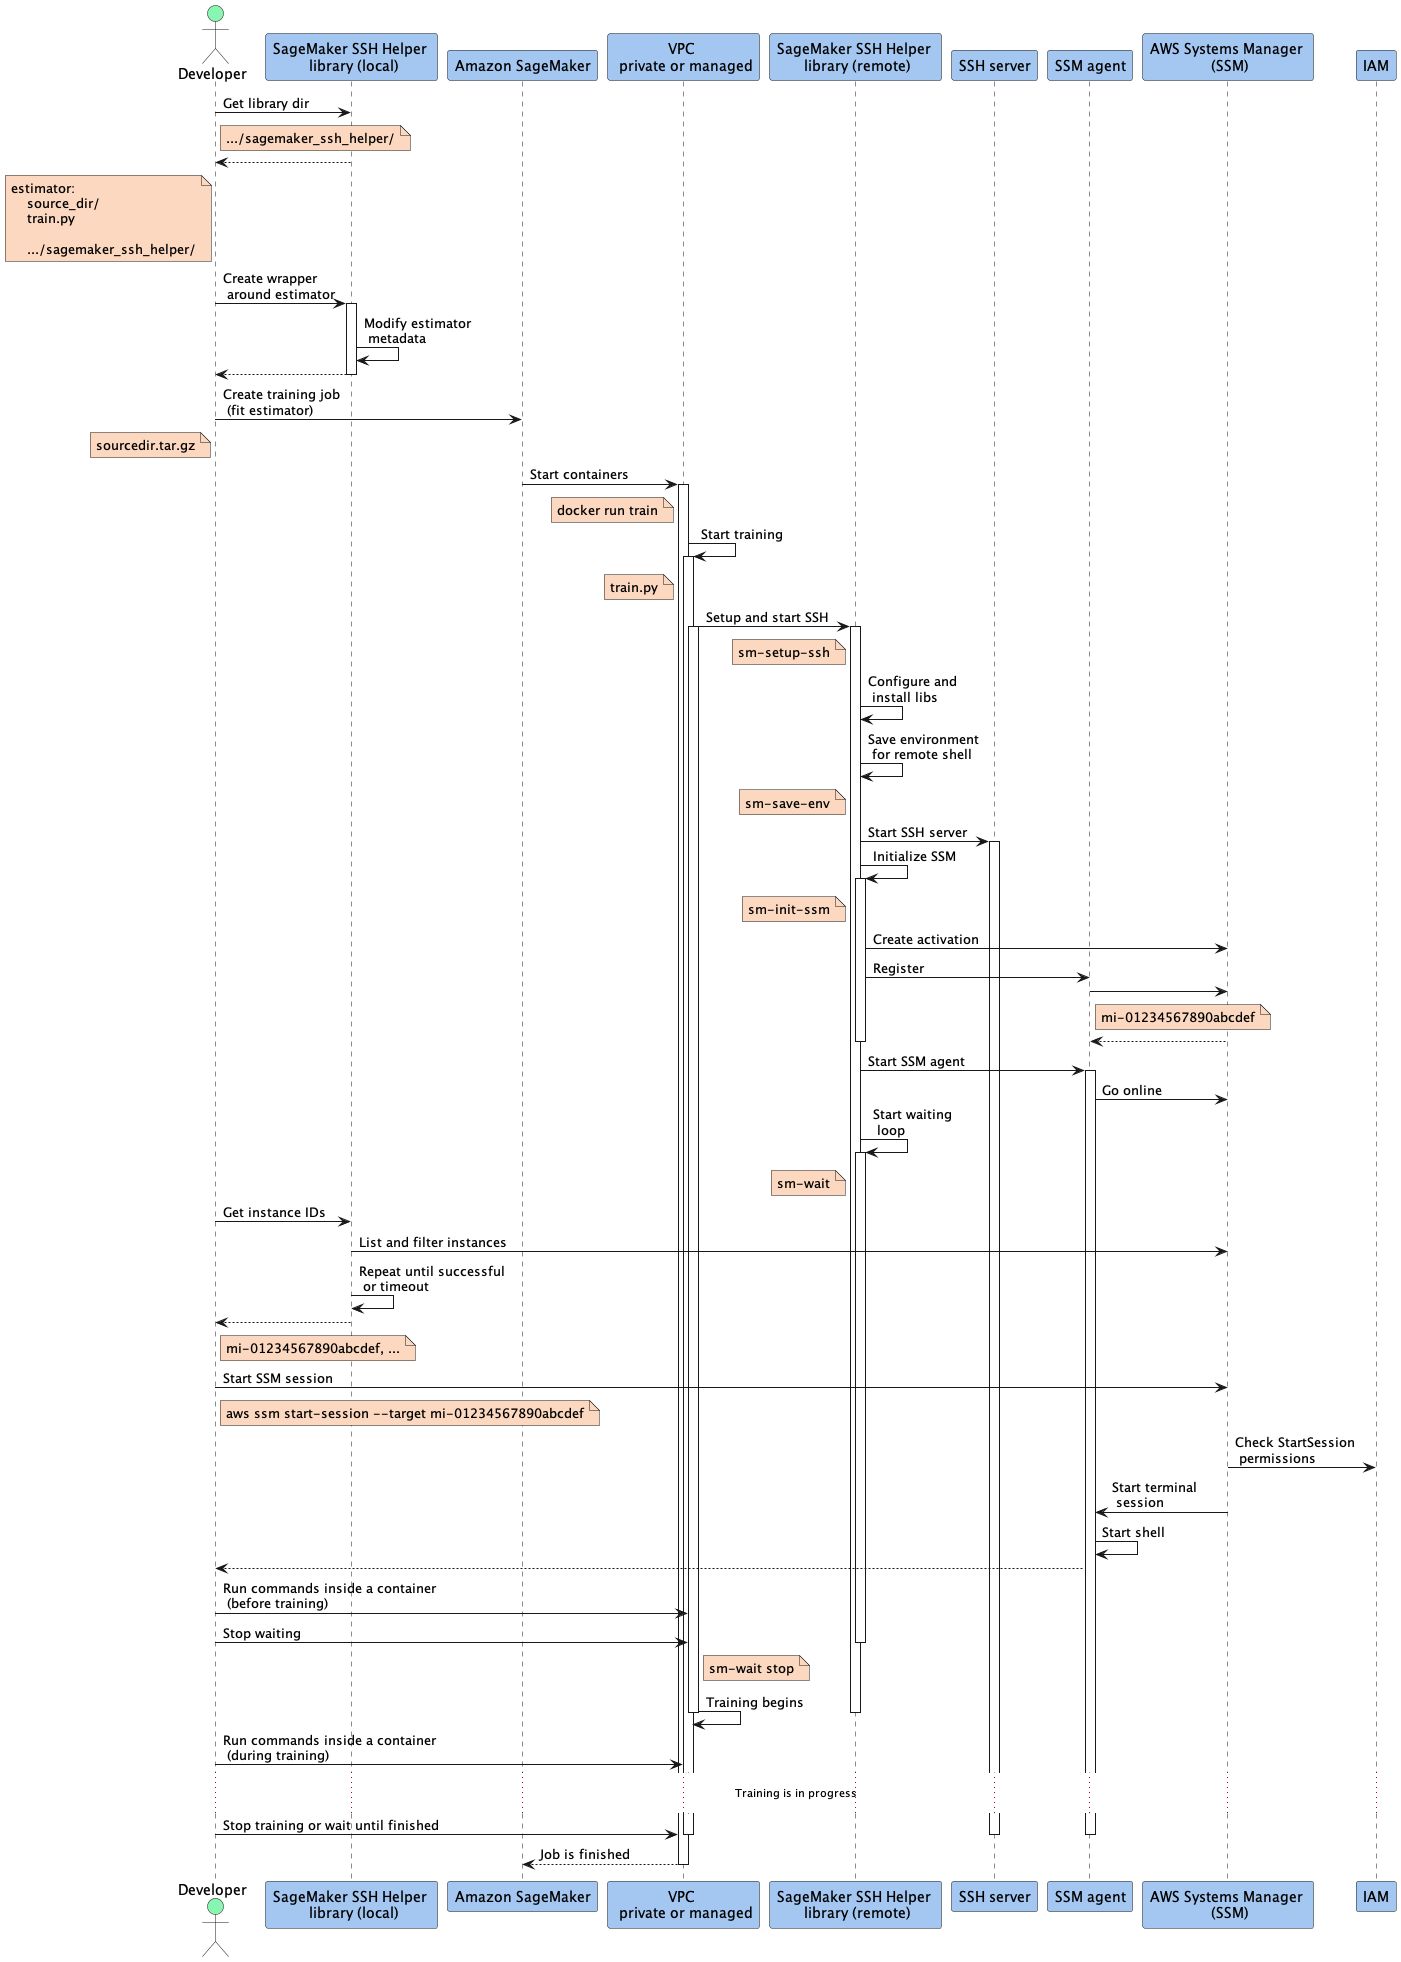 Developer
SageMaker SSH Helper
library (local)
Amazon SageMaker
VPC
private or managed
SageMaker SSH Helper
library (remote)
SSH server
SSM agent
AWS Systems Manager
(SSM)
IAM
Get library dir
.../sagemaker_ssh_helper/
estimator:
source_dir/
train.py
.../sagemaker_ssh_helper/
Create wrapper
around estimator
Modify estimator
metadata
Create training job
(fit estimator)
sourcedir.tar.gz
Start containers
docker run train
Start training
train.py
Setup and start SSH
sm-setup-ssh
Configure and
install libs
Save environment
for remote shell
sm-save-env
Start SSH server
Initialize SSM
sm-init-ssm
Create activation
Register
mi-01234567890abcdef
Start SSM agent
Go online
Start waiting
loop
sm-wait
Get instance IDs
List and filter instances
Repeat until successful
or timeout
mi-01234567890abcdef, ...
Start SSM session
aws ssm start-session --target mi-01234567890abcdef
Check StartSession
permissions
Start terminal
session
Start shell
Run commands inside a container
(before training)
Stop waiting
sm-wait stop
Training begins
Run commands inside a container
(during training)
Training is in progress
Stop training or wait until finished
Job is finished
Developer
SageMaker SSH Helper
library (local)
Amazon SageMaker
VPC
private or managed
SageMaker SSH Helper
library (remote)
SSH server
SSM agent
AWS Systems Manager
(SSM)
IAM